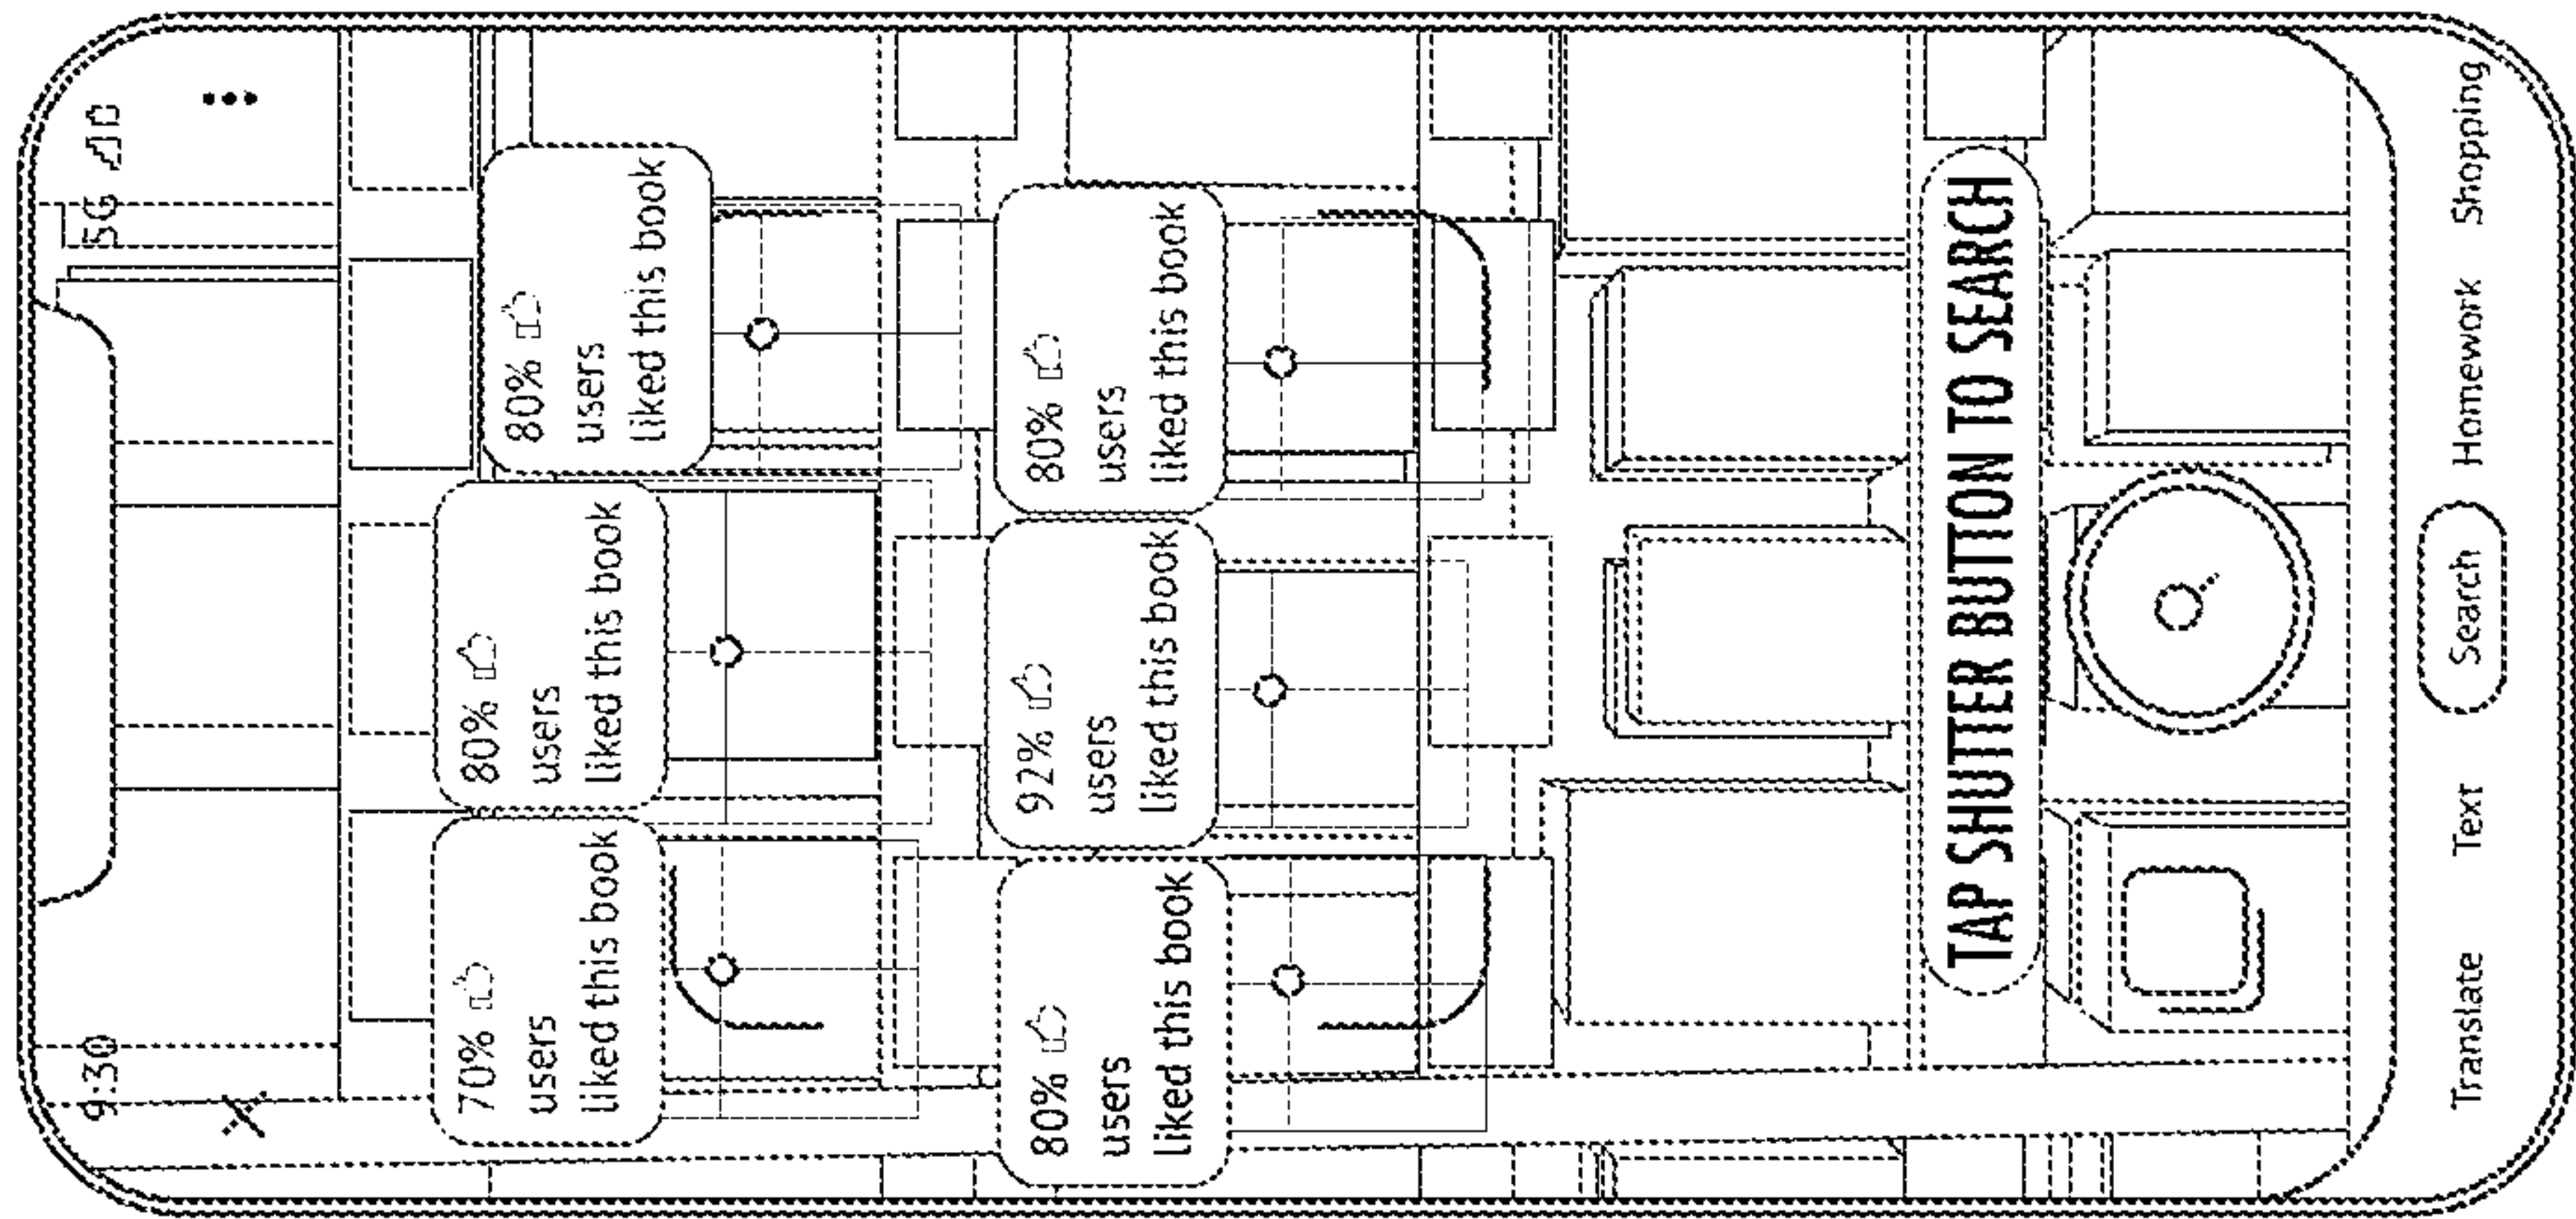 9:30 5G
70%
users
liked this book
80%
users
liked this book
80%
users
liked this book
80%
users
liked this book
92%
users
liked this book
80%
users
liked this book
TAP SHUTTER BUTTON TO SEARCH
Translate Text Search Homework Shopping